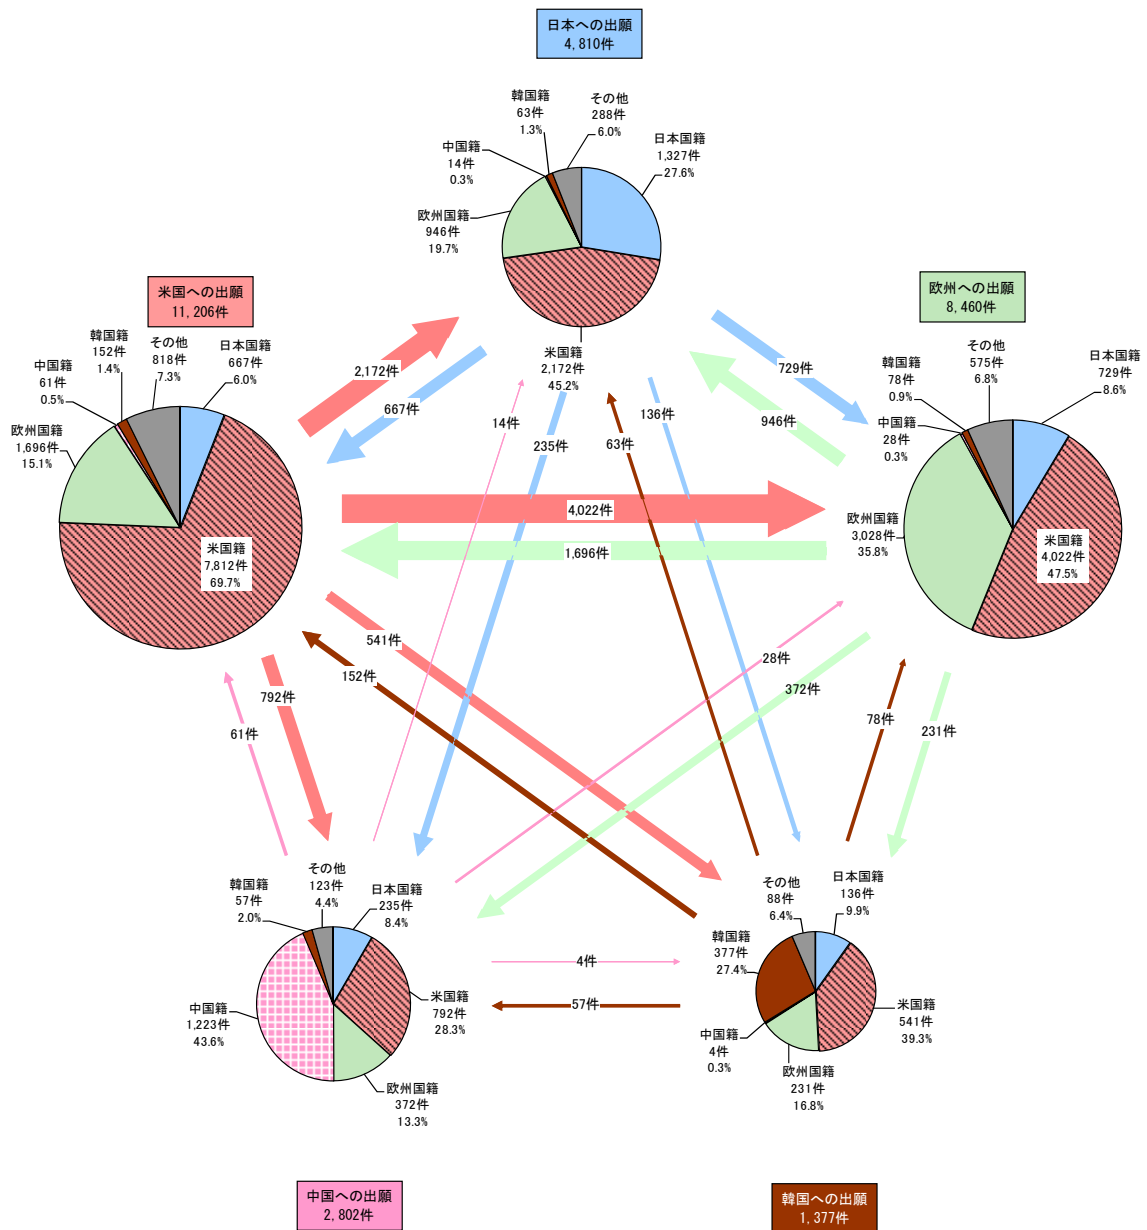 日本への出願
4,810件
韓国籍
63件
1.3%
その他
288件
6.0%
日本国籍
1,327件
27.6%
中国籍
14件
0.3%
欧州国籍
946件
19.7%
米国籍
2,172件
45.2%
米国への出願
11,206件
韓国籍
152件
1.4%
その他
818件
7.3%
日本国籍
667件
6.0%
中国籍
61件
0.5%
欧州国籍
1,696件
15.1%
米国籍
7,812件
69.7%
欧州への出願
8,460件
韓国籍
78件
0.9%
その他
575件
6.8%
日本国籍
729件
8.6%
中国籍
28件
0.3%
欧州国籍
3,028件
35.8%
米国籍
4,022件
47.5%
2,172件
667件
729件
946件
14件
235件
136件
63件
4,022件
1,696件
541件
152件
28件
372件
792件
61件
78件
231件
4件
57件
韓国籍
57件
2.0%
その他
123件
4.4%
日本国籍
235件
8.4%
中国籍
1,223件
43.6%
米国籍
792件
28.3%
欧州国籍
372件
13.3%
その他
88件
6.4%
日本国籍
136件
9.9%
韓国籍
377件
27.4%
米国籍
541件
39.3%
中国籍
4件
0.3%
欧州国籍
231件
16.8%
中国への出願
2,802件
韓国への出願
1,377件